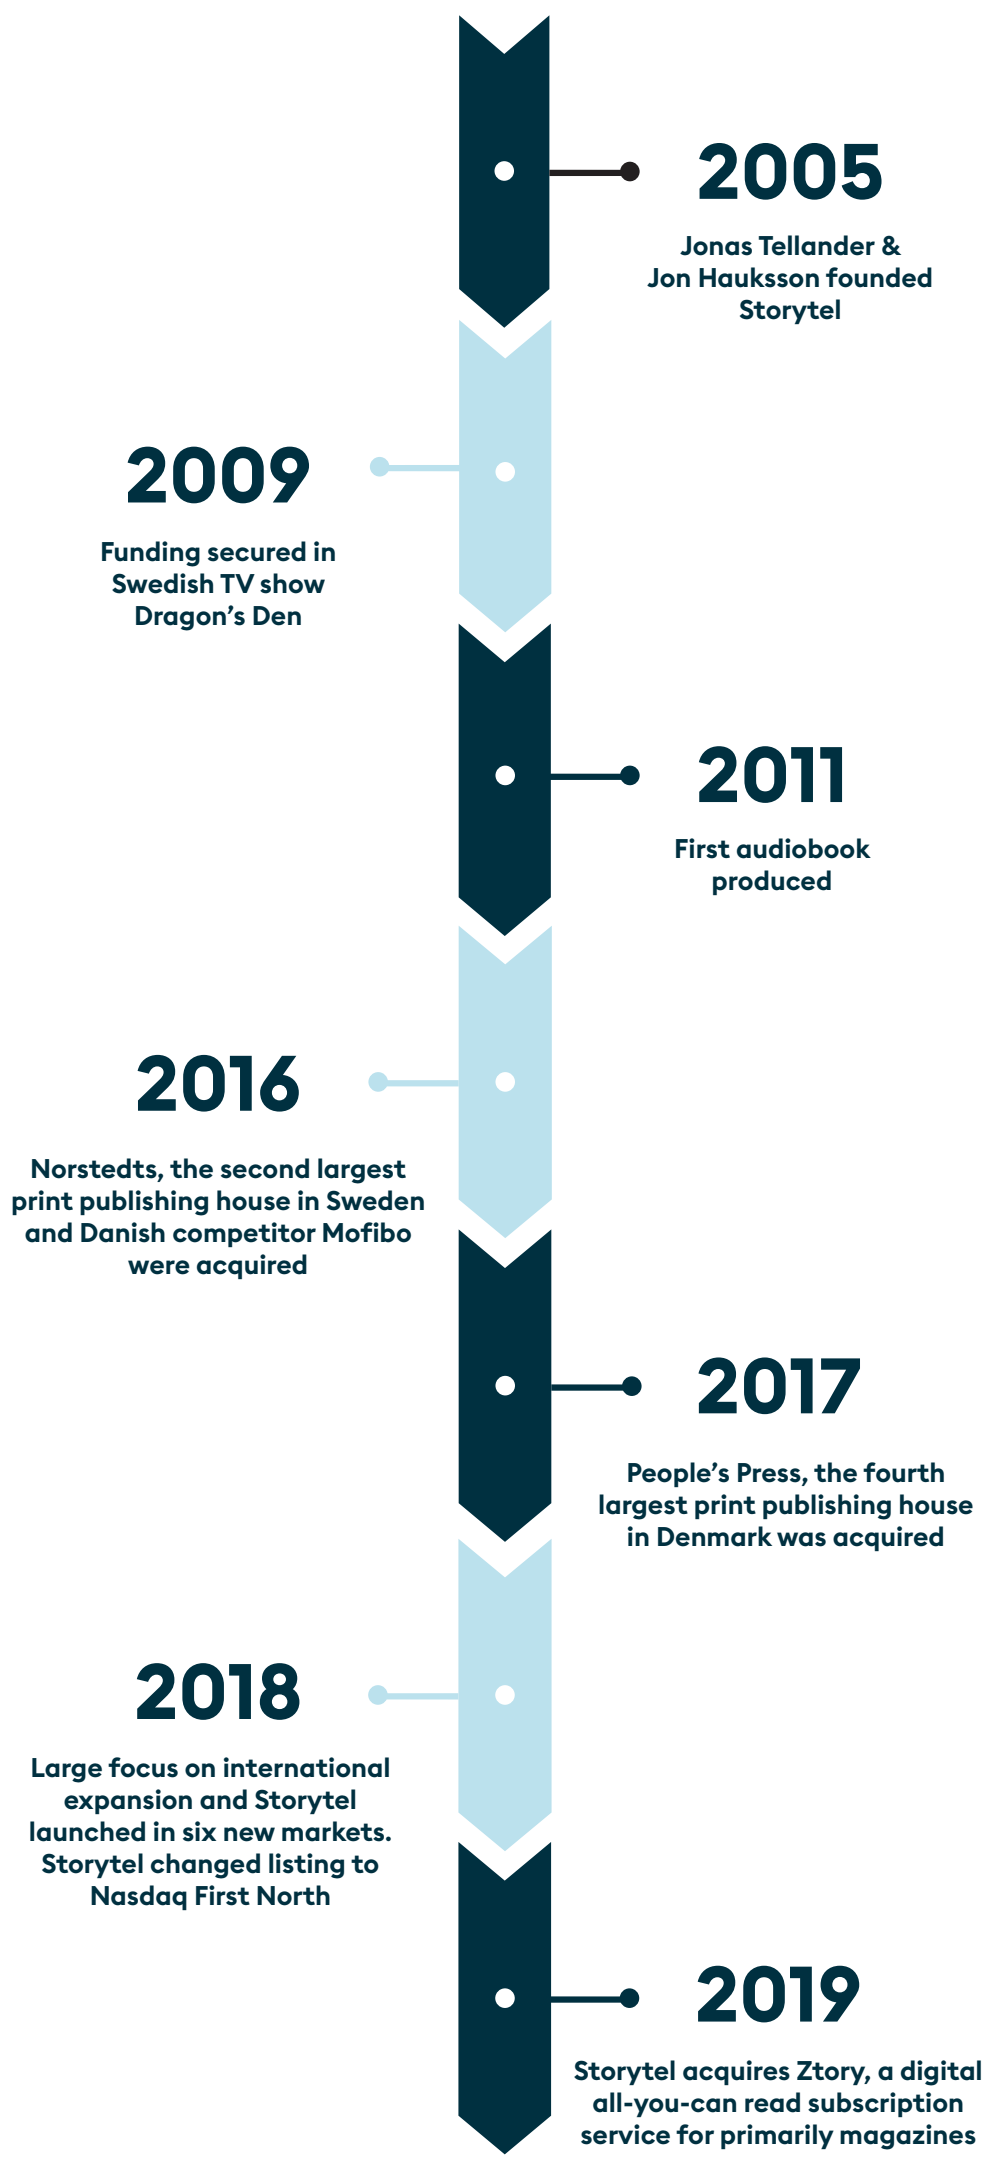 2005
Jonas Tellander &
Jon Hauksson founded
Storytel
2009
Funding secured in
Swedish TV show
Dragon’s Den
2011
First audiobook
produced
2016
Norstedts, the second largest
print publishing house in Sweden
and Danish competitor Mofibo
were acquired
2017
People’s Press, the fourth
largest print publishing house
in Denmark was acquired
2018
Large focus on international
expansion and Storytel
launched in six new markets.
Storytel changed listing to
Nasdaq First North
2019
Storytel acquires Ztory, a digital
all-you-can read subscription
service for primarily magazines